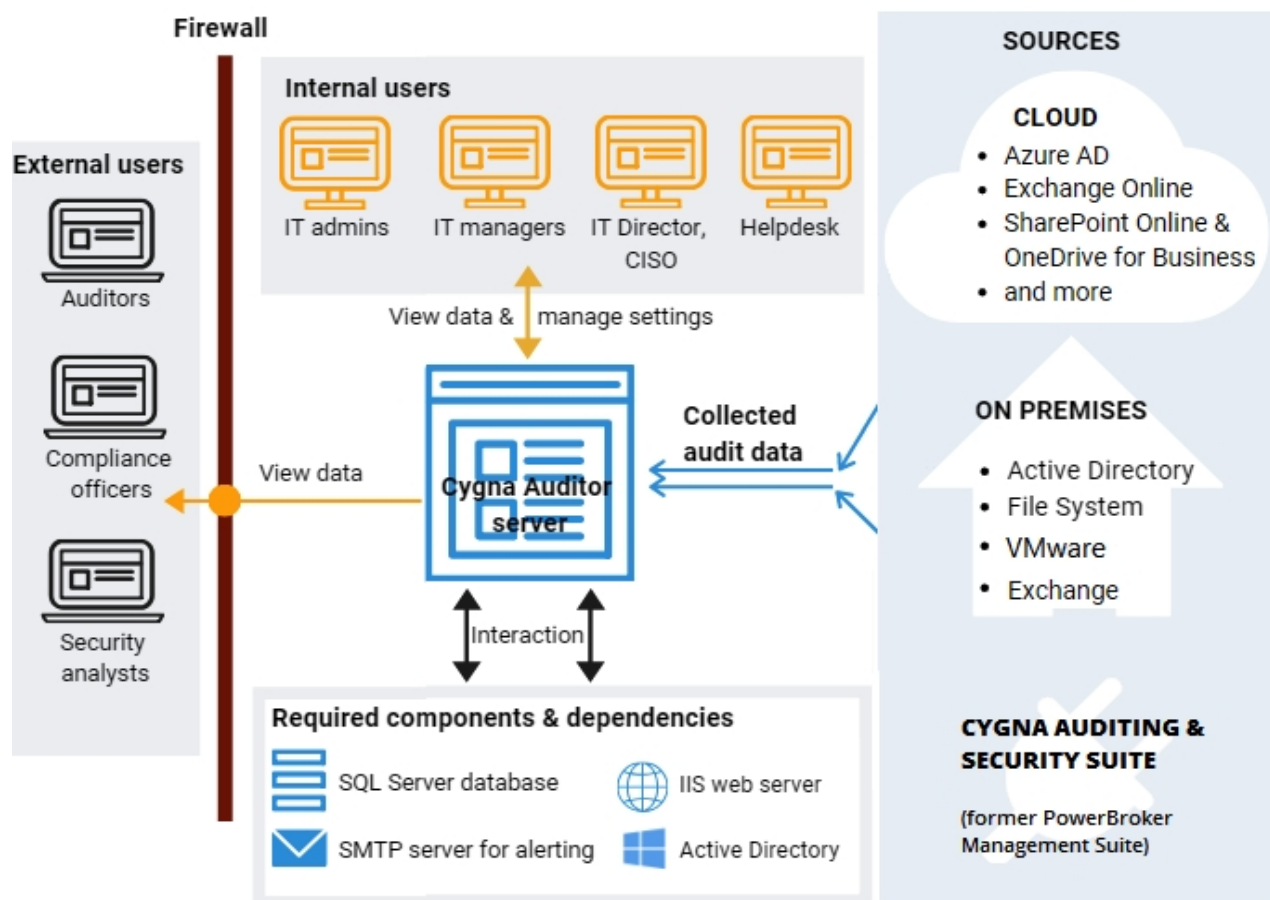 Firewall
External users
Auditors
Compliance
officers
Security
analysts
Internal users
IT admins
IT managers
IT Director,
CISO
Helpdesk
View data & manage settings
View data
Cygna Auditor
server
Collected
audit data
Interaction
Required components & dependencies
SQL Server database
IIS web server
SMTP server for alerting
Active Directory
SOURCES
CLOUD
• Azure AD
• Exchange Online
• SharePoint Online &
OneDrive for Business
• and more
ON PREMISES
• Active Directory
• File System
• VMware
• Exchange
CYGNA AUDITING &
SECURITY SUITE
(former PowerBroker
Management Suite)